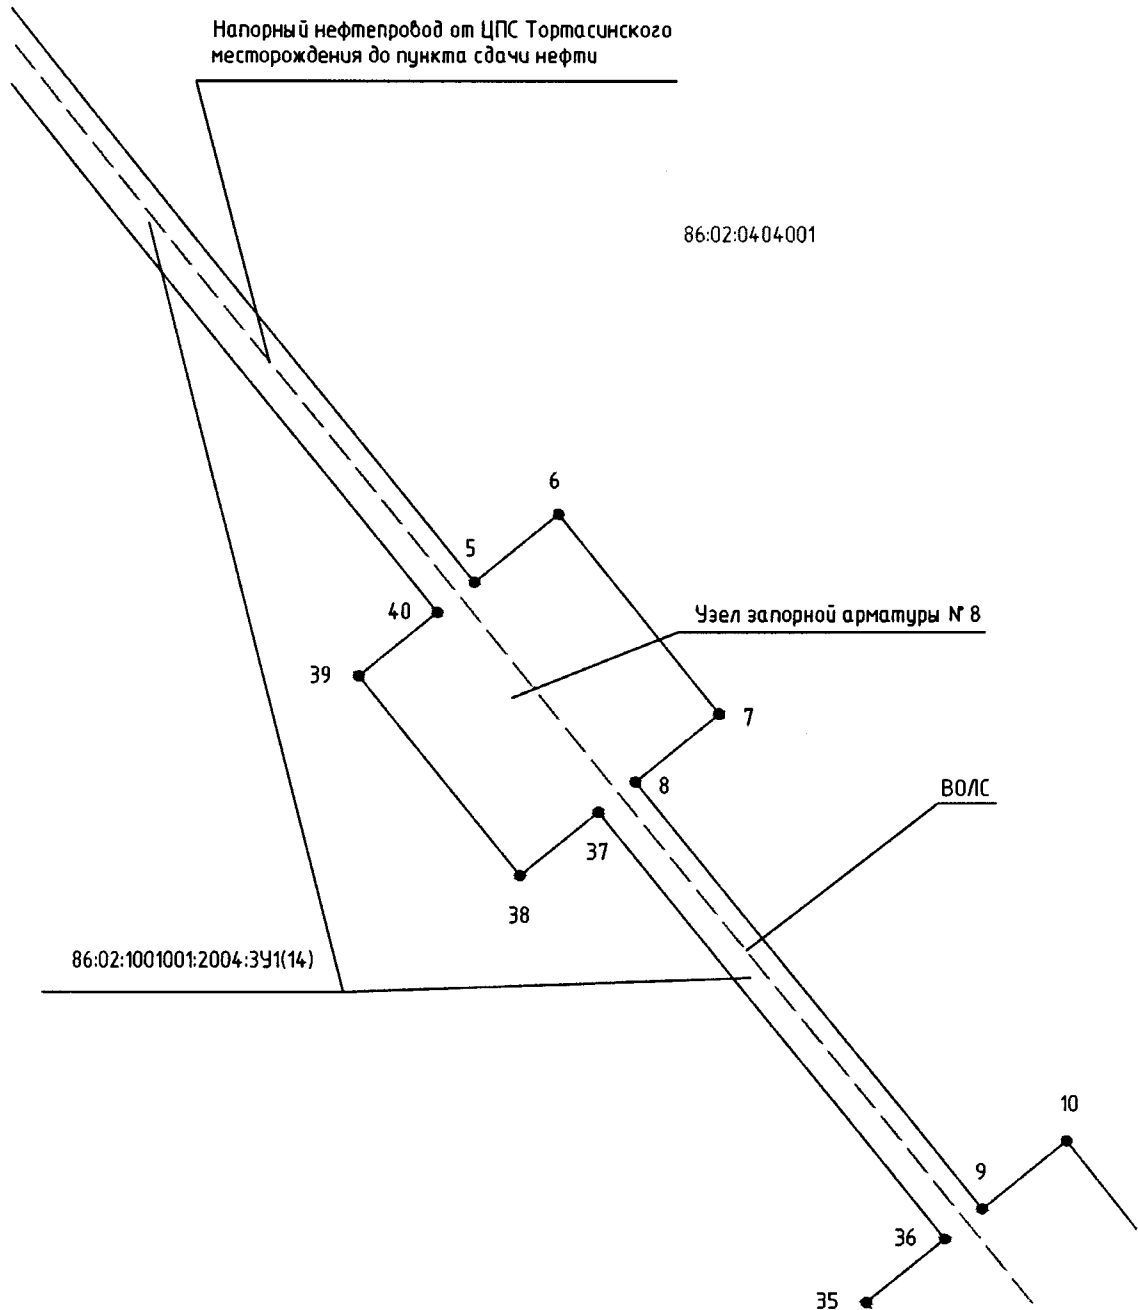 Напорный нефтепровод от ЦПС Тортасинского
месторождения до пункта сдачи нефти
86:02:0404001
6
5
40
Узел запорной арматуры № 8
39
7
8
ВОЛС
37
38
86:02:1001001:2004:ЗУ1(14)
10
9
36
35